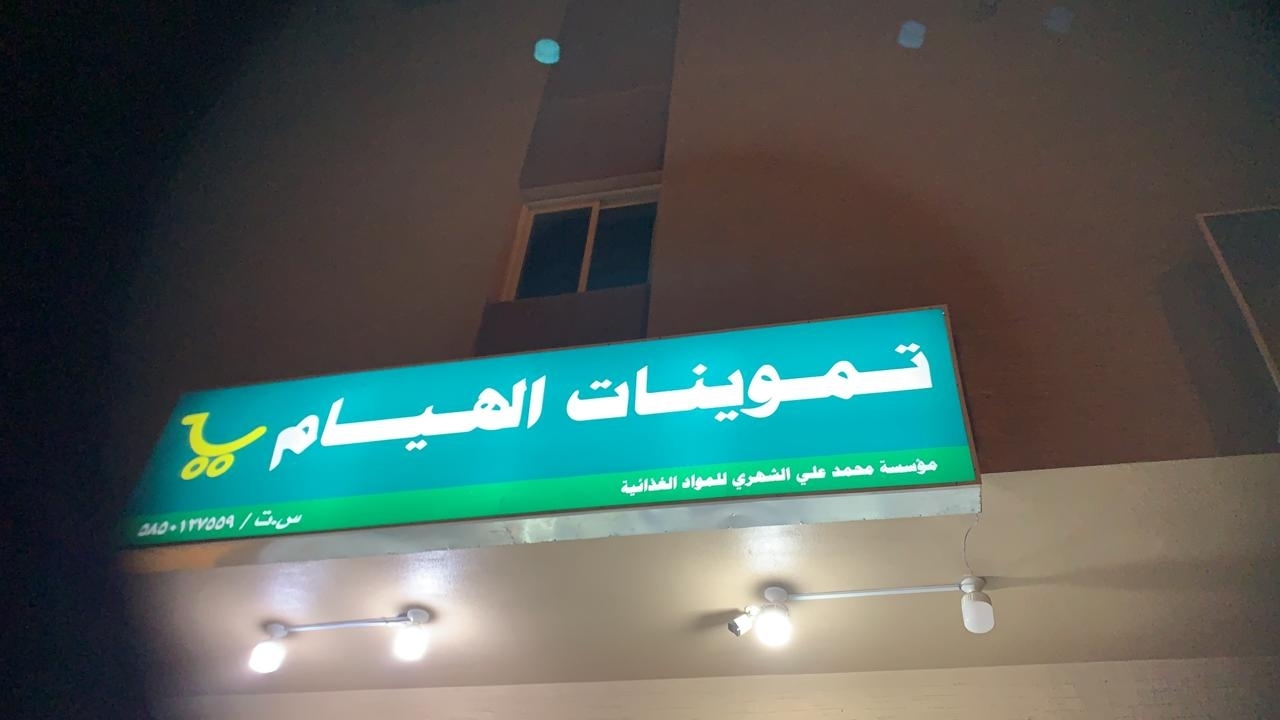 تموينات الهيام
مؤسسة محمد علي الشهري للمواد الغذائية
س.ت / ٥٨٥٠١٢٧٥٥٩